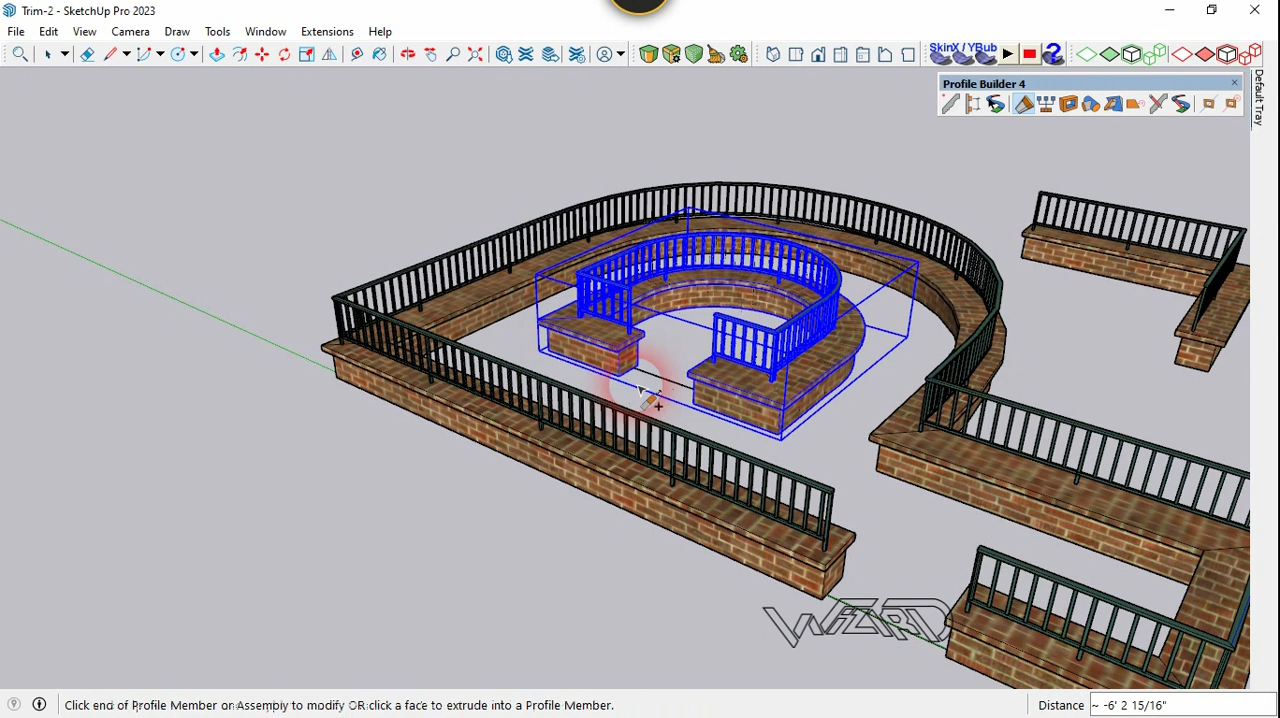 Trim-2 - SketchUp Pro 2023
File Edit View Camera Draw Tools Window Extensions Help
SkinX / YBub
Profile Builder 4
Default Tray
WIZARD
Click end of Profile Member or Assembly to modify OR click a face to extrude into a Profile Member.
Distance ~ -6' 2 15/16"